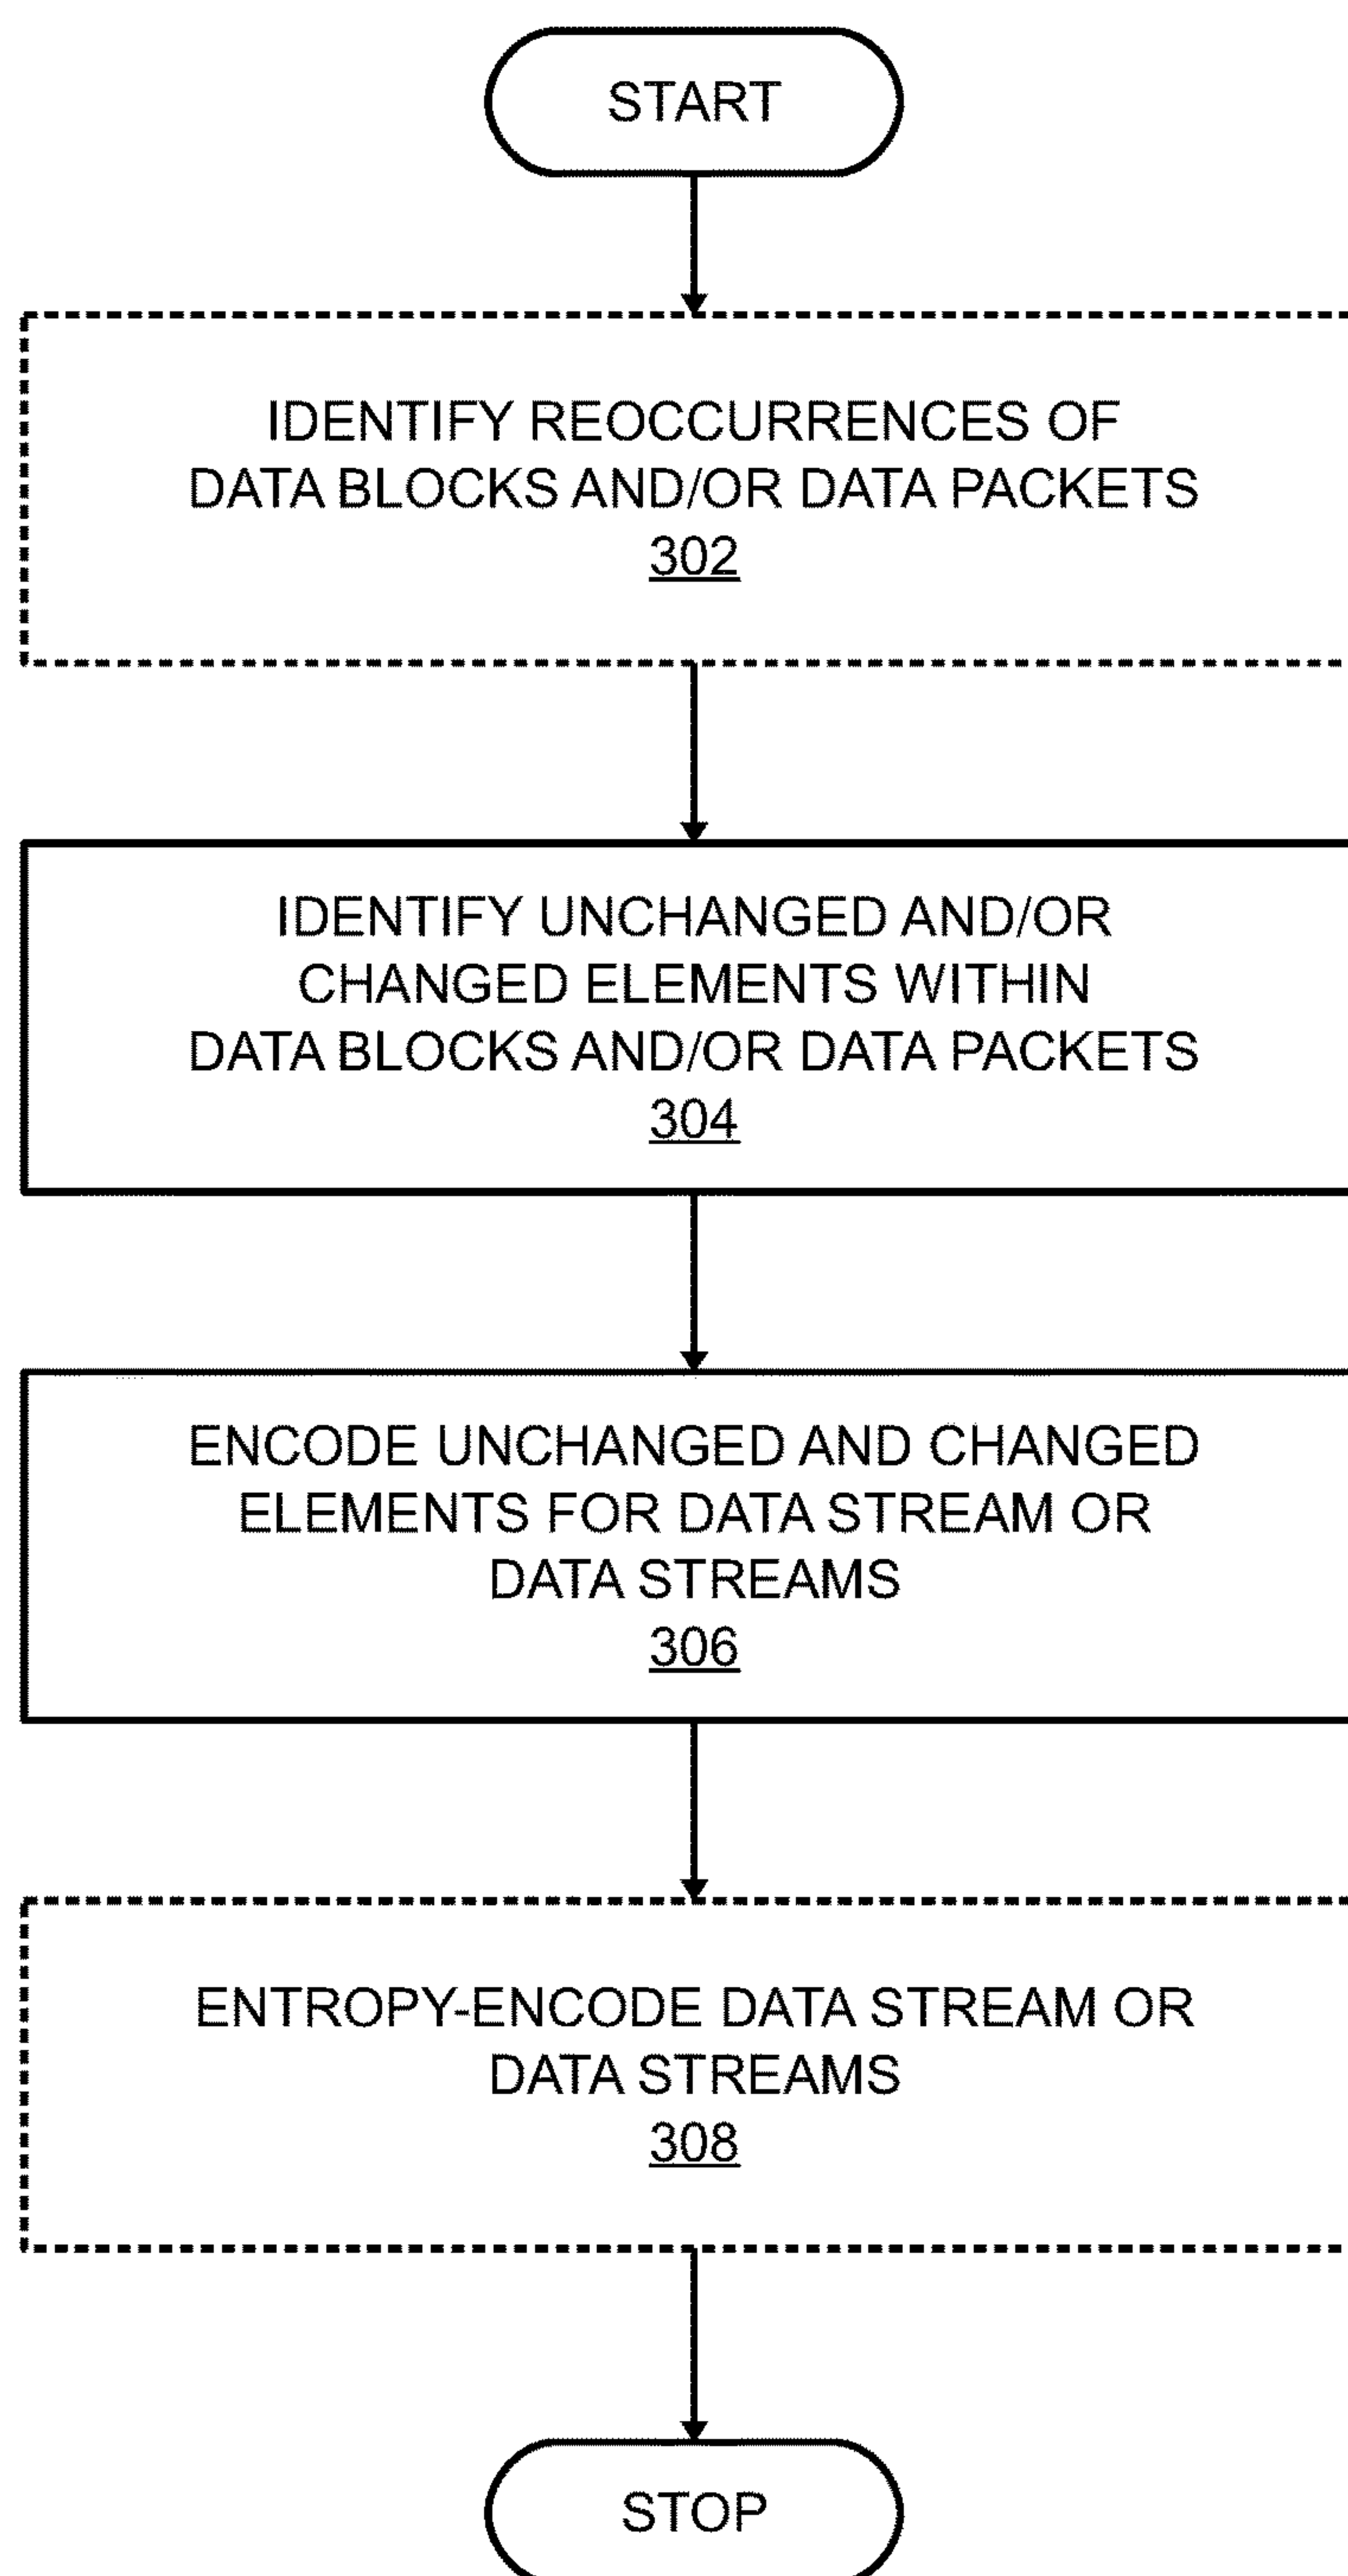 START
IDENTIFY REOCCURRENCES OF
DATA BLOCKS AND/OR DATA PACKETS
302
IDENTIFY UNCHANGED AND/OR
CHANGED ELEMENTS WITHIN
DATA BLOCKS AND/OR DATA PACKETS
304
ENCODE UNCHANGED AND CHANGED
ELEMENTS FOR DATA STREAM OR
DATA STREAMS
306
ENTROPY-ENCODE DATA STREAM OR
DATA STREAMS
308
STOP